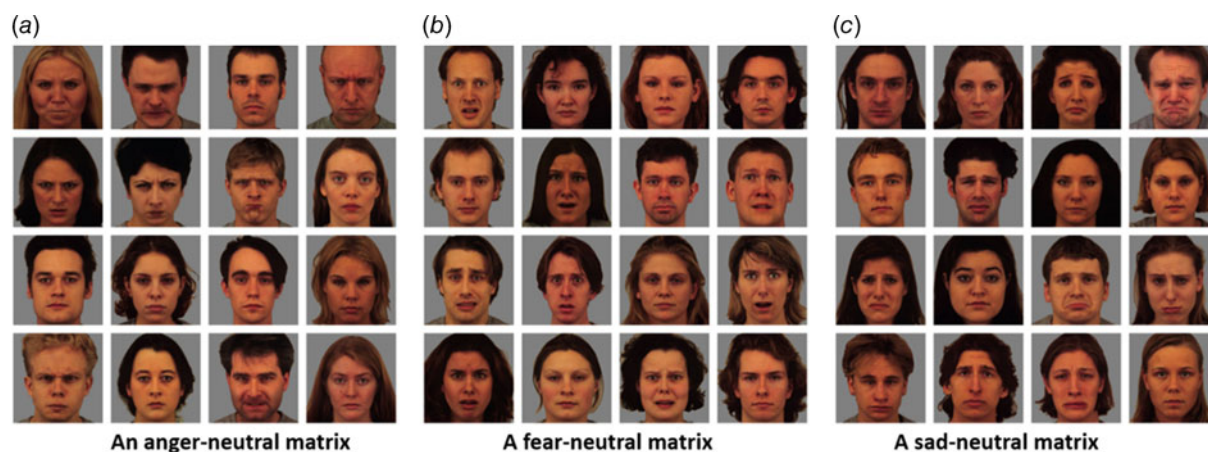 (a)
(b)
(c)
An anger-neutral matrix
A fear-neutral matrix
A sad-neutral matrix